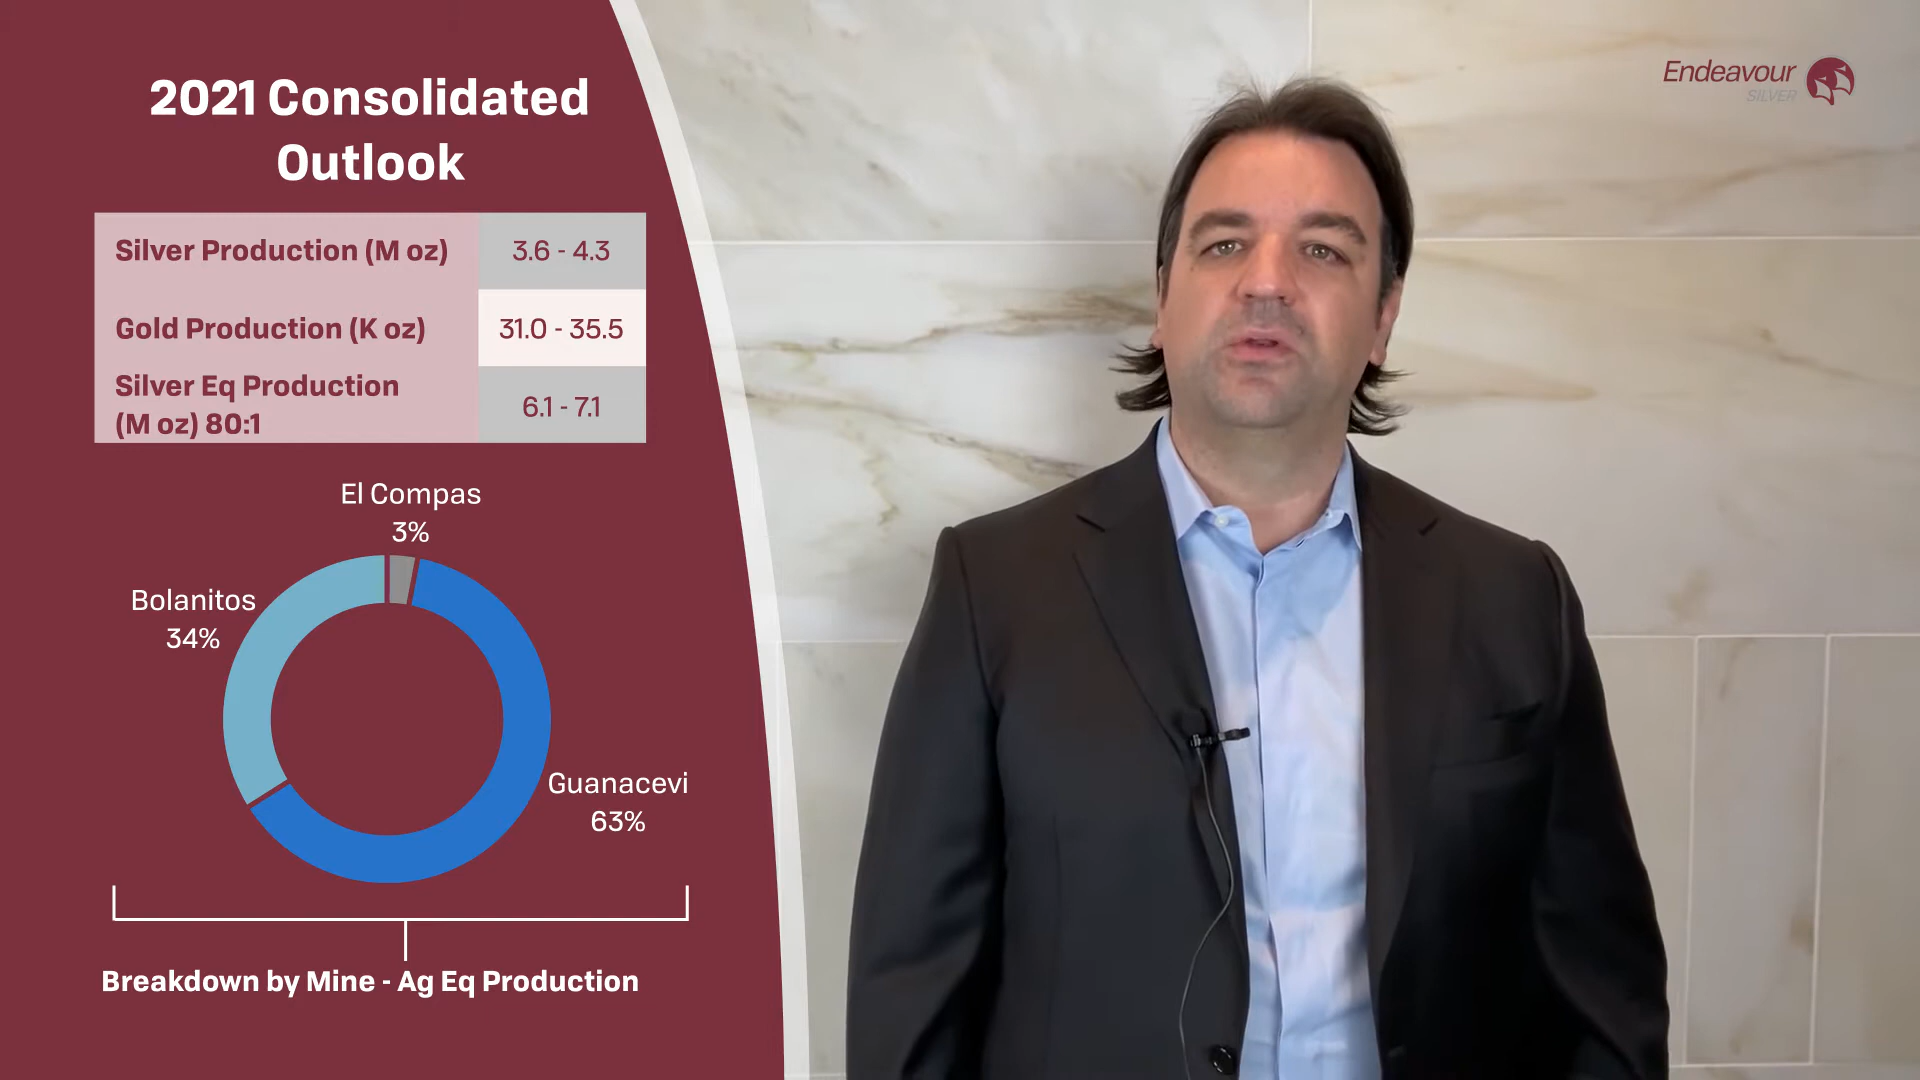 2021 Consolidated
Outlook
Silver Production (M oz) 3.6 - 4.3
Gold Production (K oz) 31.0 - 35.5
Silver Eq Production
(M oz) 80:1 6.1 - 7.1
El Compas
3%
Bolanitos
34%
Guanacevi
63%
Breakdown by Mine - Ag Eq Production
Endeavour
SILVER